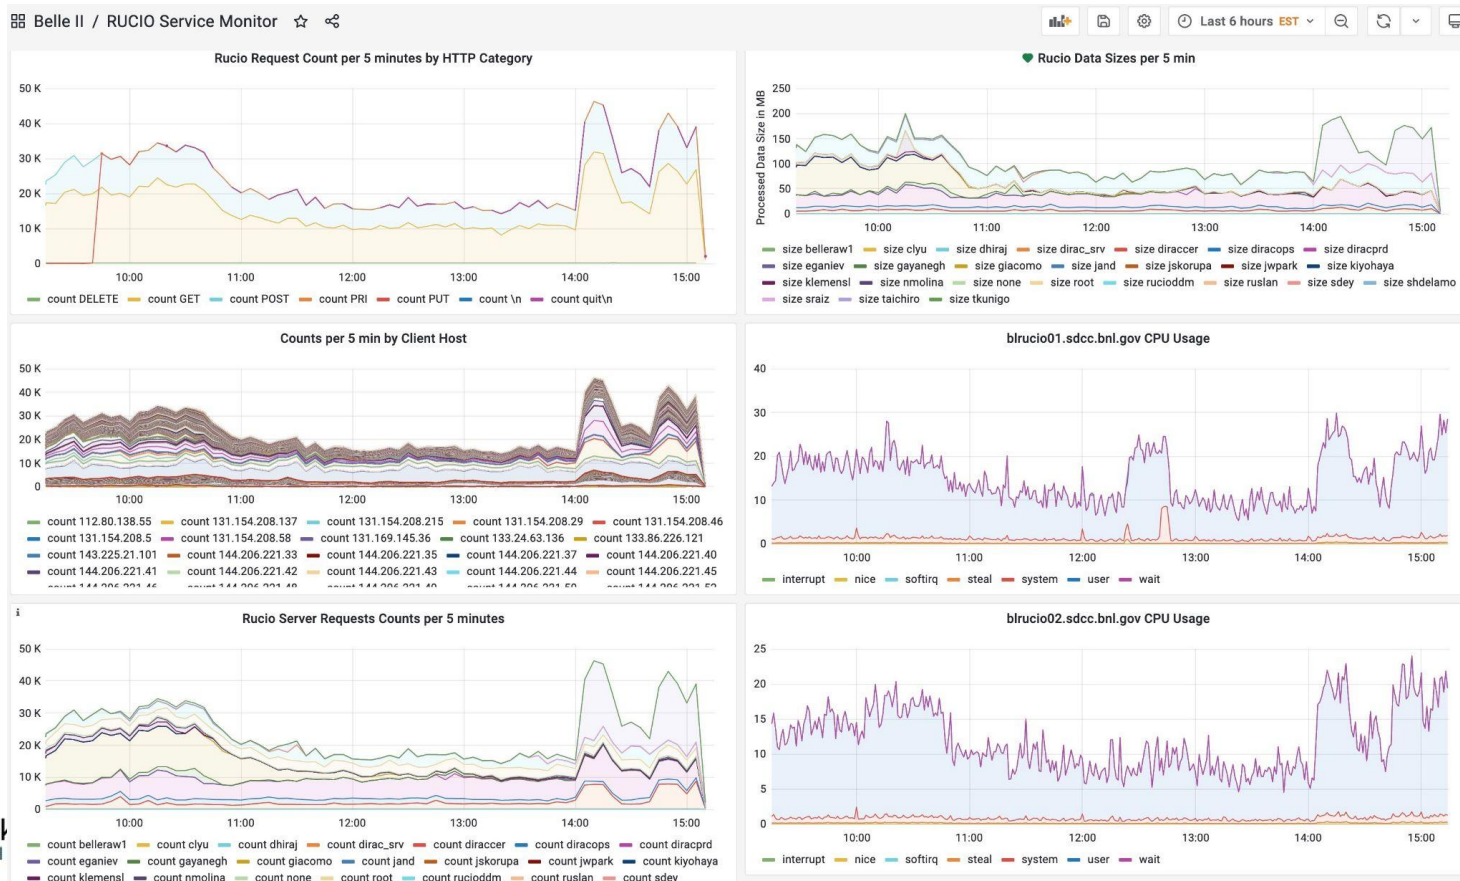 Belle II / RUCIO Service Monitor
Last 6 hours EST
Rucio Request Count per 5 minutes by HTTP Category
50 K
40 K
30 K
20 K
10 K
0
10:00 11:00 12:00 13:00 14:00 15:00
count DELETE count GET count POST count PRI count PUT count \n count quit\n
Rucio Data Sizes per 5 min
Processed Data Size in MB
250
200
150
100
50
0
10:00 11:00 12:00 13:00 14:00 15:00
size belleraw1 size clyu size dhiraj size dirac_srv size diraccer size diracops size diracprd
size eganiev size gayanegh size giacomo size jand size jskorupa size jwpark size kiyohaya
size klemensl size nmolina size none size root size rucioddm size ruslan size sdey size shdelamo
size sraiz size taichiro size tkunigo
Counts per 5 min by Client Host
50 K
40 K
30 K
20 K
10 K
0
10:00 11:00 12:00 13:00 14:00 15:00
count 112.80.138.55 count 131.154.208.137 count 131.154.208.215 count 131.154.208.29 count 131.154.208.46
count 131.154.208.5 count 131.154.208.58 count 131.169.145.36 count 133.24.63.136 count 133.86.226.121
count 143.225.21.101 count 144.206.221.33 count 144.206.221.35 count 144.206.221.37 count 144.206.221.40
count 144.206.221.41 count 144.206.221.42 count 144.206.221.43 count 144.206.221.44 count 144.206.221.45
blrucio01.sdcc.bnl.gov CPU Usage
40
30
20
10
0
10:00 11:00 12:00 13:00 14:00 15:00
interrupt nice softirq steal system user wait
Rucio Server Requests Counts per 5 minutes
50 K
40 K
30 K
20 K
10 K
0
10:00 11:00 12:00 13:00 14:00 15:00
count belleraw1 count clyu count dhiraj count dirac_srv count diraccer count diracops count diracprd
count eganiev count gayanegh count giacomo count jand count jskorupa count jwpark count kiyohaya
count klemensl count nmolina count none count root count rucioddm count ruslan count sdey
blrucio02.sdcc.bnl.gov CPU Usage
25
20
15
10
5
0
10:00 11:00 12:00 13:00 14:00 15:00
interrupt nice softirq steal system user wait